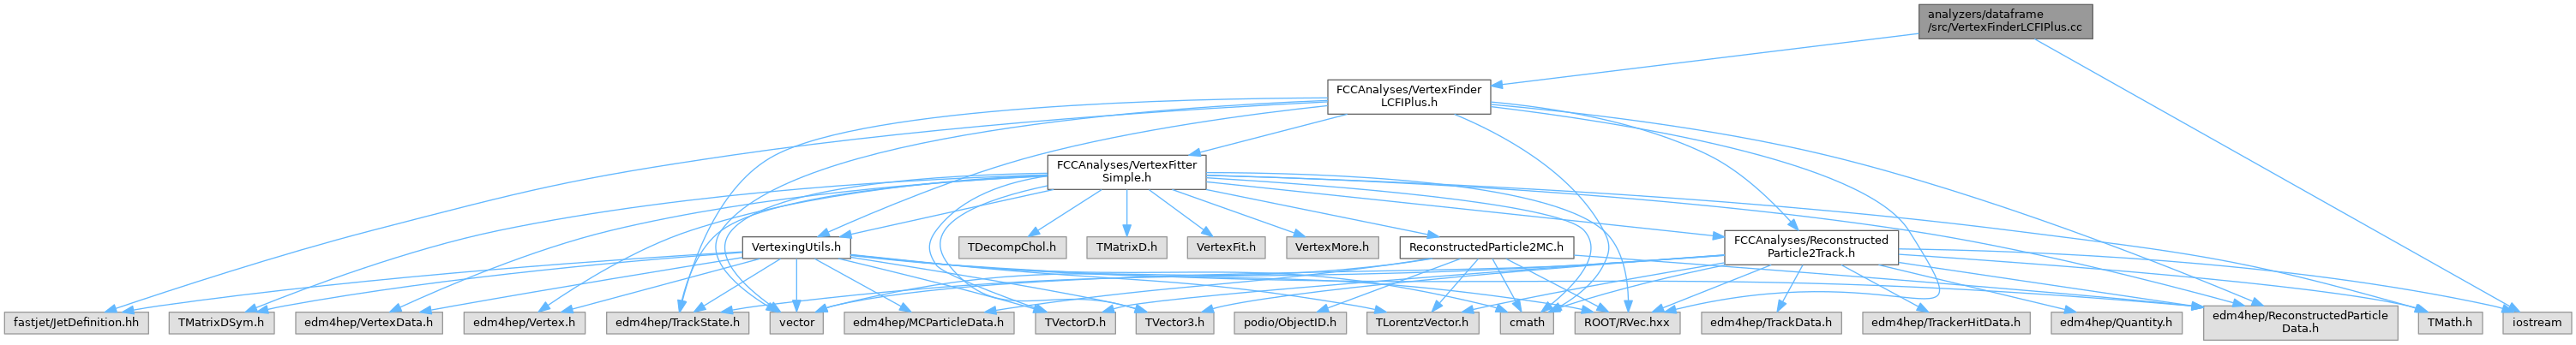 analyzers/dataframe
/src/VertexFinderLCFIPlus.cc
FCCAnalyses/VertexFinder
LCFIPlus.h
FCCAnalyses/VertexFitter
Simple.h
VertexingUtils.h
TDecompChol.h
TMatrixD.h
VertexFit.h
VertexMore.h
ReconstructedParticle2MC.h
FCCAnalyses/Reconstructed
Particle2Track.h
fastjet/JetDefinition.hh
TMatrixDSym.h
edm4hep/VertexData.h
edm4hep/Vertex.h
edm4hep/TrackState.h
vector
edm4hep/MCParticleData.h
TVectorD.h
TVector3.h
podio/ObjectID.h
TLorentzVector.h
cmath
ROOT/RVec.hxx
edm4hep/TrackData.h
edm4hep/TrackerHitData.h
edm4hep/Quantity.h
edm4hep/ReconstructedParticle
Data.h
TMath.h
iostream